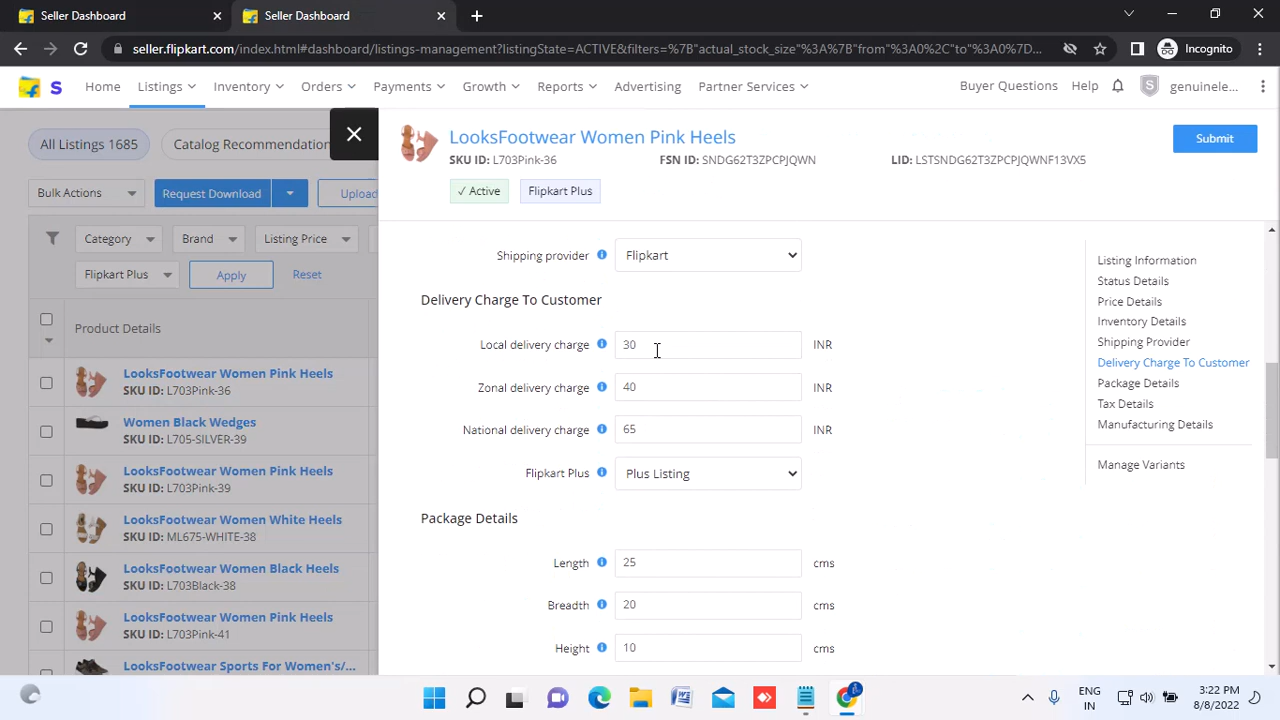 Seller Dashboard
Seller Dashboard
seller.flipkart.com/index.html#dashboard/listings-management?listingState=ACTIVE&filters=%7B"actual_stock_size"%3A%7B"from"%3A0%2C"to"%3A0%7D...
Incognito
S
Home
Listings
Inventory
Orders
Payments
Growth
Reports
Advertising
Partner Services
Buyer Questions
Help
S
genuinele...
All Listings 1685
Catalog Recommendation
LooksFootwear Women Pink Heels
SKU ID: L703Pink-36
FSN ID: SNDG62T3ZPCPJQWN
LID: LSTSNDG62T3ZPCPJQWNF13VX5
Submit
✓ Active
Flipkart Plus
Bulk Actions
Request Download
Upload
Category
Brand
Listing Price
Flipkart Plus
Apply
Reset
Product Details
LooksFootwear Women Pink Heels
SKU ID: L703Pink-36
Women Black Wedges
SKU ID: L705-SILVER-39
LooksFootwear Women Pink Heels
SKU ID: L703Pink-39
LooksFootwear Women White Heels
SKU ID: ML675-WHITE-38
LooksFootwear Women Black Heels
SKU ID: L703Black-38
LooksFootwear Women Pink Heels
SKU ID: L703Pink-41
LooksFootwear Sports For Women's/...
Shipping provider Flipkart
Delivery Charge To Customer
Local delivery charge 30 INR
Zonal delivery charge 40 INR
National delivery charge 65 INR
Flipkart Plus Plus Listing
Package Details
Length 25 cms
Breadth 20 cms
Height 10 cms
Listing Information
Status Details
Price Details
Inventory Details
Shipping Provider
Delivery Charge To Customer
Package Details
Tax Details
Manufacturing Details
Manage Variants
ENG
IN
3:22 PM
8/8/2022